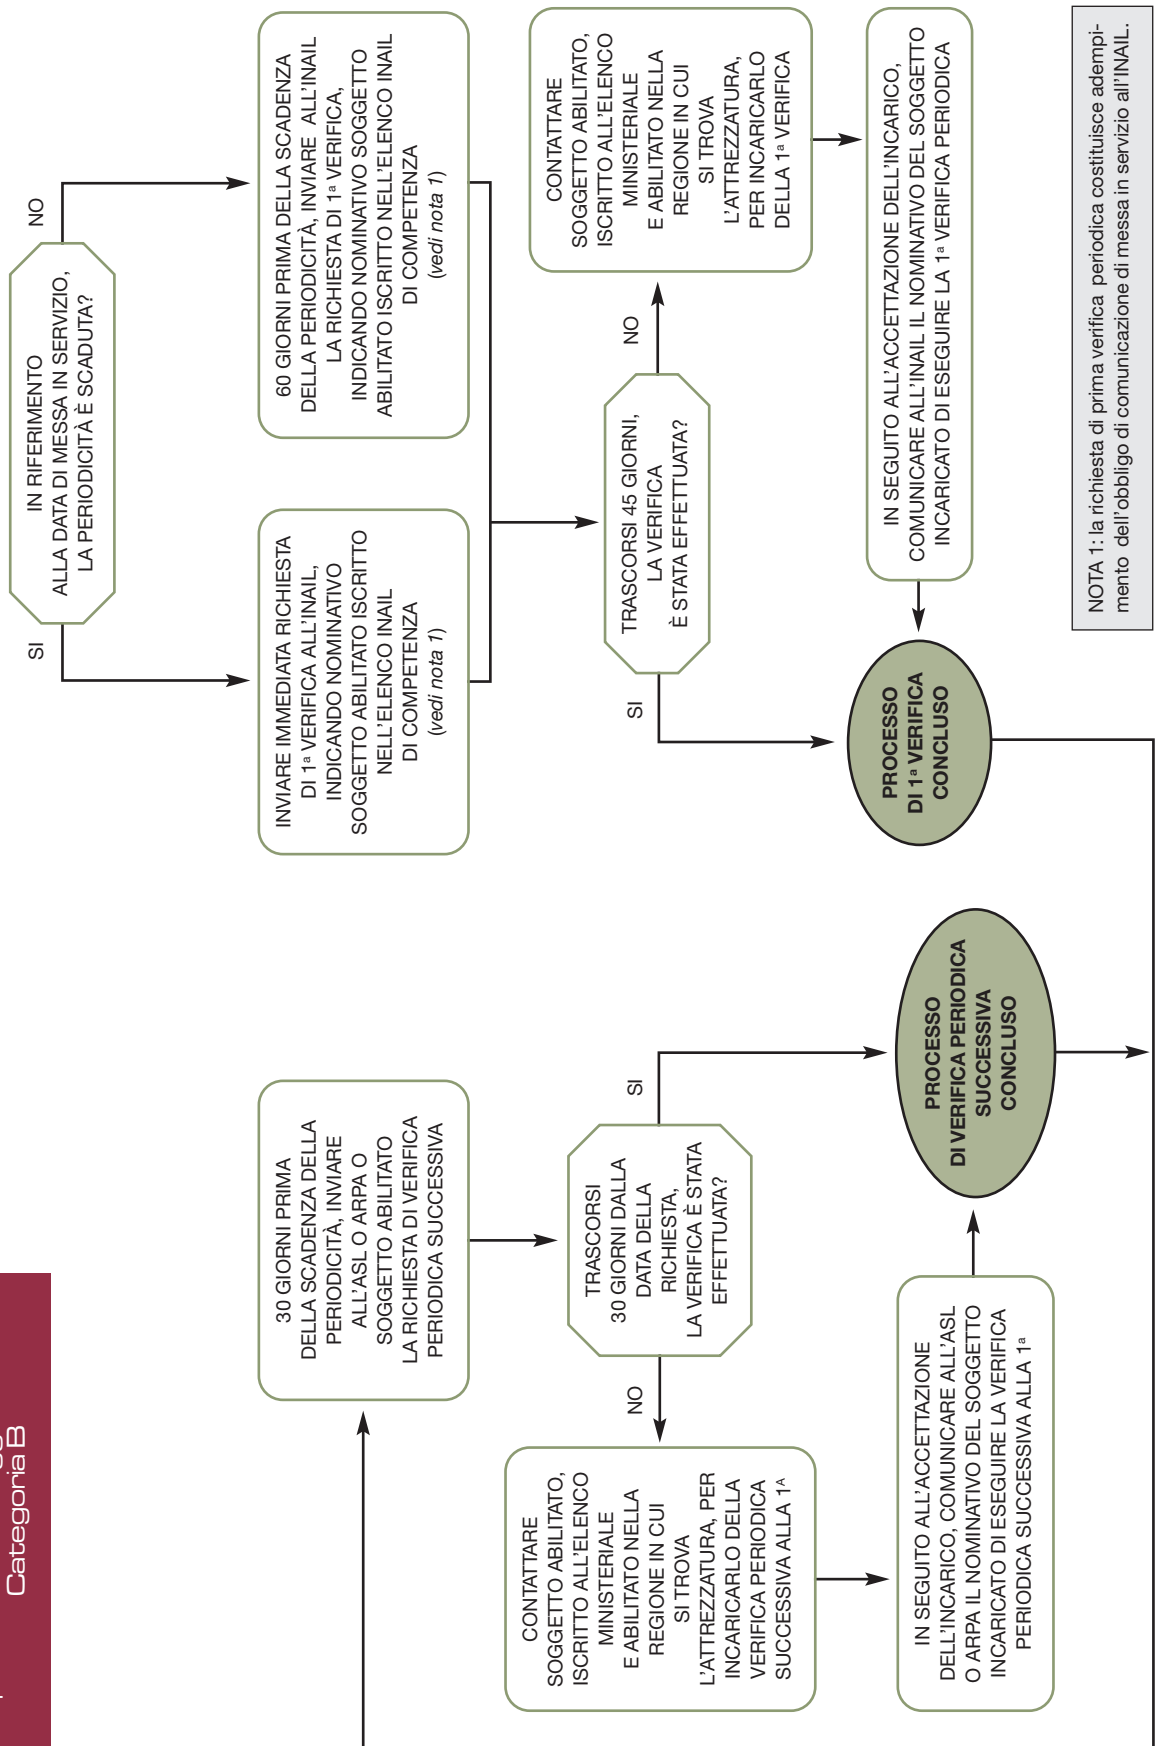 Categoria B
IN RIFERIMENTO
ALLA DATA DI MESSA IN SERVIZIO,
LA PERIODICITÀ È SCADUTA?
SI
NO
INVIARE IMMEDIATA RICHIESTA
DI 1ª VERIFICA ALL'INAIL,
INDICANDO NOMINATIVO
SOGGETTO ABILITATO ISCRITTO
NELL'ELENCO INAIL
DI COMPETENZA
(vedi nota 1)
60 GIORNI PRIMA DELLA SCADENZA
DELLA PERIODICITÀ, INVIARE ALL'INAIL
LA RICHIESTA DI 1ª VERIFICA,
INDICANDO NOMINATIVO SOGGETTO
ABILITATO ISCRITTO NELL'ELENCO INAIL
DI COMPETENZA
(vedi nota 1)
TRASCORSI 45 GIORNI,
LA VERIFICA
È STATA EFFETTUATA?
SI
NO
CONTATTARE
SOGGETTO ABILITATO,
ISCRITTO ALL'ELENCO
MINISTERIALE
E ABILITATO NELLA
REGIONE IN CUI
SI TROVA
L'ATTREZZATURA,
PER INCARICARLO
DELLA 1ª VERIFICA
IN SEGUITO ALL'ACCETTAZIONE DELL'INCARICO,
COMUNICARE ALL'INAIL IL NOMINATIVO DEL SOGGETTO
INCARICATO DI ESEGUIRE LA 1ª VERIFICA PERIODICA
PROCESSO
DI 1ª VERIFICA
CONCLUSO
30 GIORNI PRIMA
DELLA SCADENZA DELLA
PERIODICITÀ, INVIARE
ALL'ASL O ARPA O
SOGGETTO ABILITATO
LA RICHIESTA DI VERIFICA
PERIODICA SUCCESSIVA
TRASCORSI
30 GIORNI DALLA
DATA DELLA
RICHIESTA,
LA VERIFICA È STATA
EFFETTUATA?
NO
SI
CONTATTARE
SOGGETTO ABILITATO,
ISCRITTO ALL'ELENCO
MINISTERIALE
E ABILITATO NELLA
REGIONE IN CUI
SI TROVA
L'ATTREZZATURA, PER
INCARICARLO DELLA
VERIFICA PERIODICA
SUCCESSIVA ALLA 1ᴬ
IN SEGUITO ALL'ACCETTAZIONE
DELL'INCARICO, COMUNICARE ALL'ASL
O ARPA IL NOMINATIVO DEL SOGGETTO
INCARICATO DI ESEGUIRE LA VERIFICA
PERIODICA SUCCESSIVA ALLA 1ª
PROCESSO
DI VERIFICA PERIODICA
SUCCESSIVA
CONCLUSO
NOTA 1: la richiesta di prima verifica periodica costituisce adempi-
mento dell'obbligo di comunicazione di messa in servizio all'INAIL.